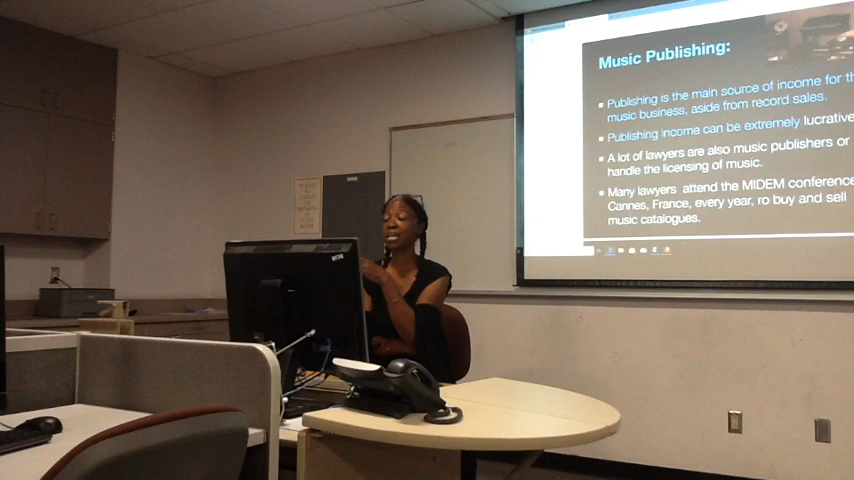 Music Publishing:
▪ Publishing is the main source of income for th
music business, aside from record sales.
▪ Publishing income can be extremely lucrative
▪ A lot of lawyers are also music publishers or
handle the licensing of music.
▪ Many lawyers attend the MIDEM conference
Cannes, France, every year, ro buy and sell
music catalogues.